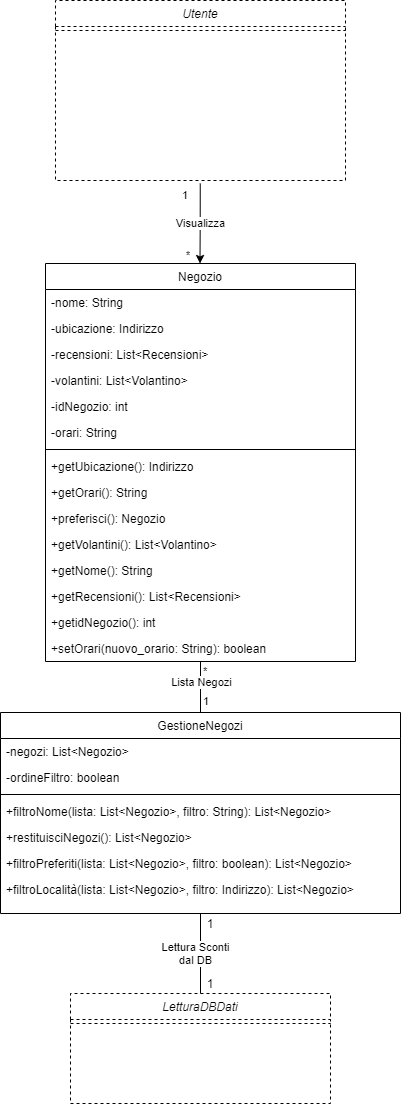 Utente
1
Visualizza
*
Negozio
-nome: String
-ubicazione: Indirizzo
-recensioni: List<Recensioni>
-volantini: List<Volantino>
-idNegozio: int
-orari: String
+getUbicazione(): Indirizzo
+getOrari(): String
+preferisci(): Negozio
+getVolantini(): List<Volantino>
+getNome(): String
+getRecensioni(): List<Recensioni>
+getidNegozio(): int
+setOrari(nuovo_orario: String): boolean
*
Lista Negozi
1
GestioneNegozi
-negozi: List<Negozio>
-ordineFiltro: boolean
+filtroNome(lista: List<Negozio>, filtro: String): List<Negozio>
+restituisciNegozi(): List<Negozio>
+filtroPreferiti(lista: List<Negozio>, filtro: boolean): List<Negozio>
+filtroLocalità(lista: List<Negozio>, filtro: Indirizzo): List<Negozio>
1
Lettura Sconti
dal DB
1
LetturaDBDati